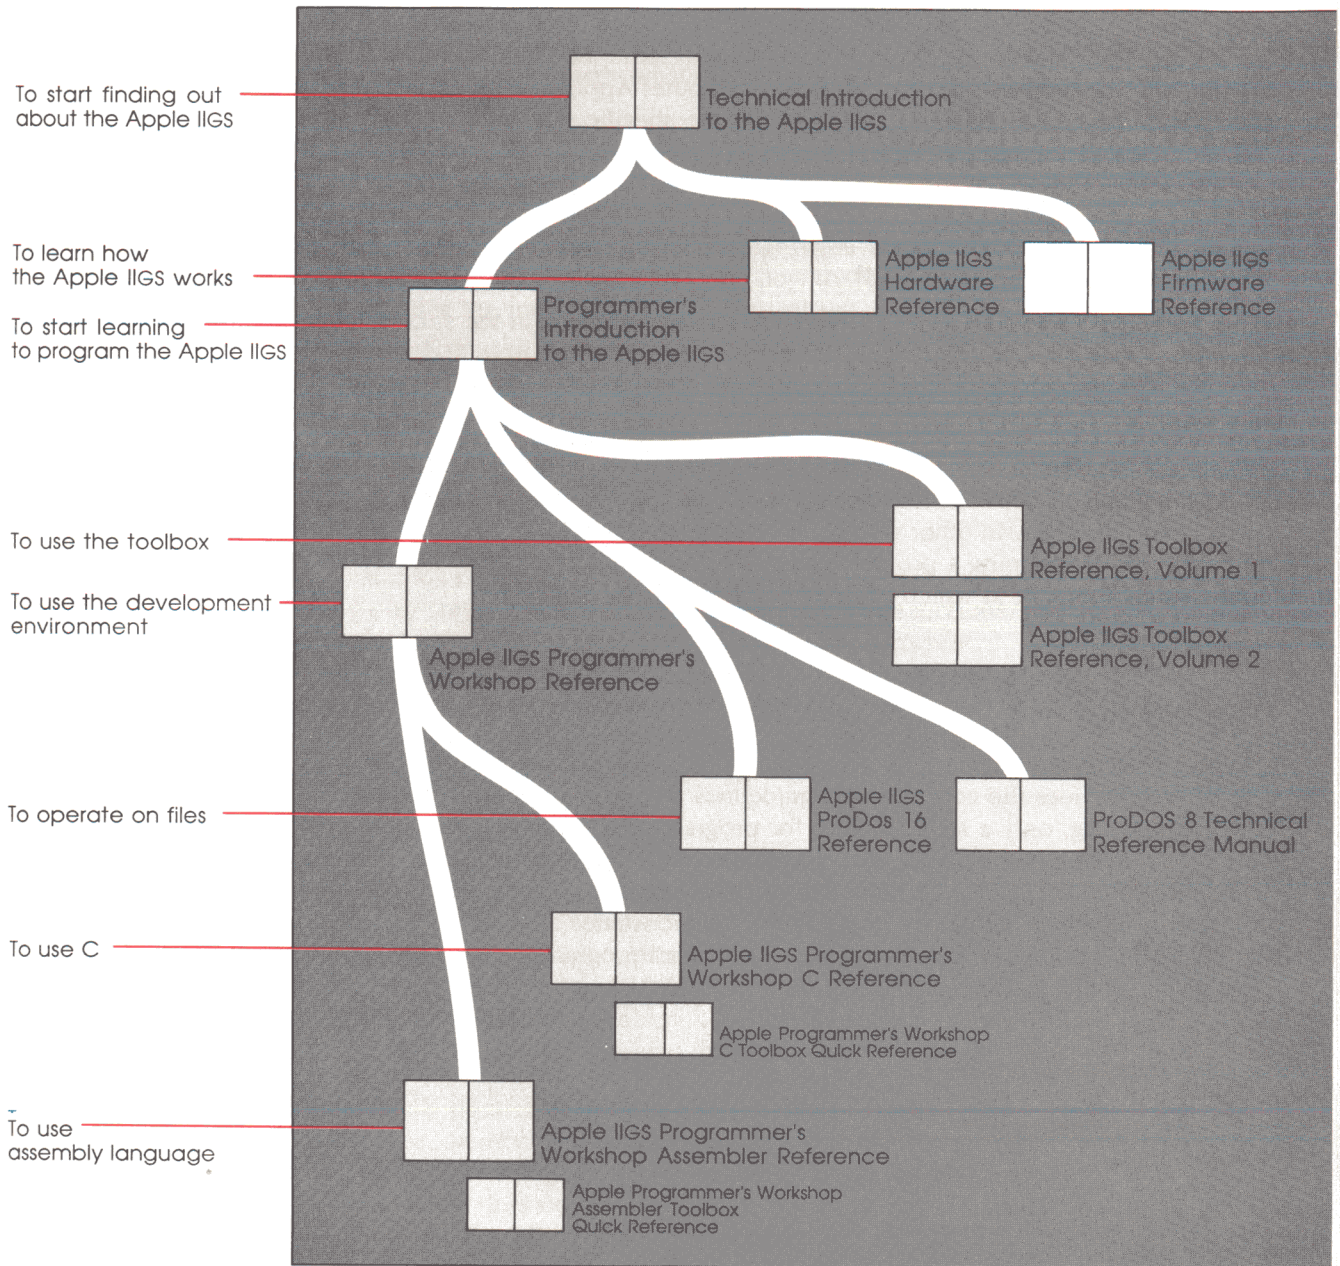 To start finding out
about the Apple IIGS
Technical Introduction
to the Apple IIGS
To learn how
the Apple IIGS works
Apple IIGS
Hardware
Reference
Apple IIGS
Firmware
Reference
To start learning
to program the Apple IIGS
Programmer's
Introduction
to the Apple IIGS
To use the toolbox
Apple IIGS Toolbox
Reference, Volume 1
Apple IIGS Toolbox
Reference, Volume 2
To use the development
environment
Apple IIGS Programmer's
Workshop Reference
To operate on files
Apple IIGS
ProDos 16
Reference
ProDOS 8 Technical
Reference Manual
To use C
Apple IIGS Programmer's
Workshop C Reference
Apple Programmer's Workshop
C Toolbox Quick Reference
To use
assembly language
Apple IIGS Programmer's
Workshop Assembler Reference
Apple Programmer's Workshop
Assembler Toolbox
Quick Reference